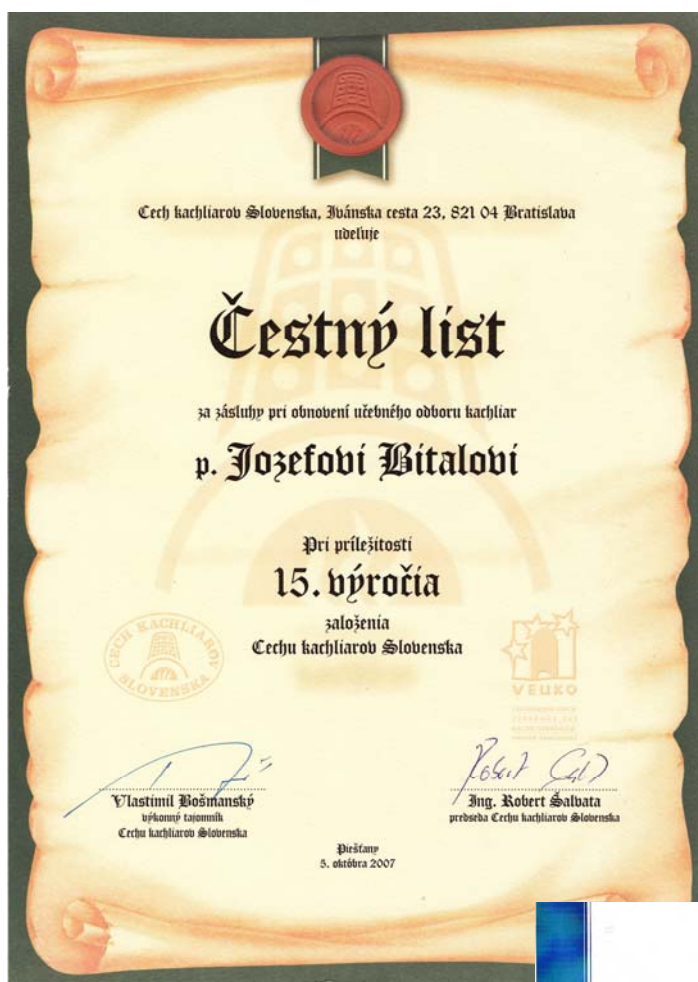 Cech kachliarov Slovenska, Ivánska cesta 23, 821 04 Bratislava
udeľuje
Čestný list
za zásluhy pri obnovení učebného odboru kachliar
p. Jozefovi Bitalovi
Pri príležitosti
15. výročia
založenia
Cechu kachliarov Slovenska
CECH KACHLIAROV
SLOVENSKA
VEUKO
Robert
Vlastimil Bošmanský
výkonný tajomník
Cechu kachliarov Slovenska
Ing. Robert Šalvata
predseda Cechu kachliarov Slovenska
Piešťany
5. októbra 2007